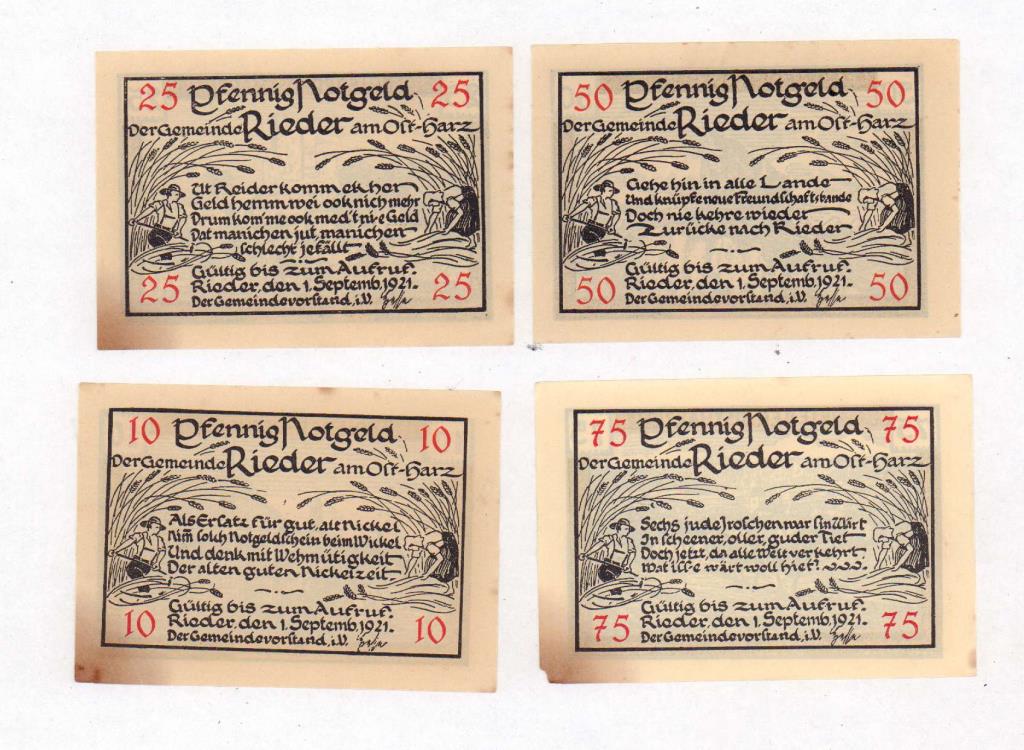 25 Pfennig Notgeld 25
Der Gemeinde Rieder am Ost-Harz
Ut Reider komm ek her
Geld hemm wei ook nich mehr
Drum kom'me ook med't ni-e Geld
Dat manichen jut, manichen
schlecht jefällt
Gültig bis zum Aufruf.
25 Rieder, den 1. Septemb. 1921. 25
Der Gemeindevorstand, i.V.
50 Pfennig Notgeld 50
Der Gemeinde Rieder am Ost-Harz
Gehe hin in alle Lande
Und knüpfe neue Freundschaftsbande
Doch nie kehre wieder
Zurücke nach Rieder
Gültig bis zum Aufruf.
50 Rieder, den 1. Septemb. 1921. 50
Der Gemeindevorstand, i.V.
10 Pfennig Notgeld 10
Der Gemeinde Rieder am Ost-Harz
Als Ersatz für gut, alt Nickel
Nim̄ solch Notgeldschein beim Wickel
Und denk mit Wehmütigkeit
Der alten guten Nickelzeit
Gültig bis zum Aufruf.
10 Rieder, den 1. Septemb. 1921. 10
Der Gemeindevorstand, i.V.
75 Pfennig Notgeld 75
Der Gemeinde Rieder am Ost-Harz
Sechs jude Jroschen war sin Wärt
In scheener, oller, guder Tiet
Doch jetzt, da alle Welt verkehrt
Wat is e wärt woll hiet?
Gültig bis zum Aufruf.
75 Rieder, den 1. Septemb. 1921. 75
Der Gemeindevorstand, i.V.